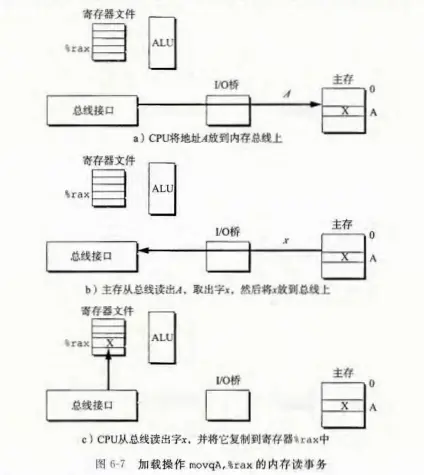 寄存器文件
%rax
ALU
I/O桥
主存
0
总线接口
A
X
A
a）CPU将地址A放到内存总线上
寄存器文件
%rax
ALU
I/O桥
主存
0
总线接口
x
X
A
b）主存从总线读出A，取出字x，然后将x放到总线上
寄存器文件
%rax
X
ALU
I/O桥
主存
0
总线接口
X
A
c）CPU从总线读出字x，并将它复制到寄存器%rax中
图 6-7 加载操作 movqA,%rax 的内存读事务